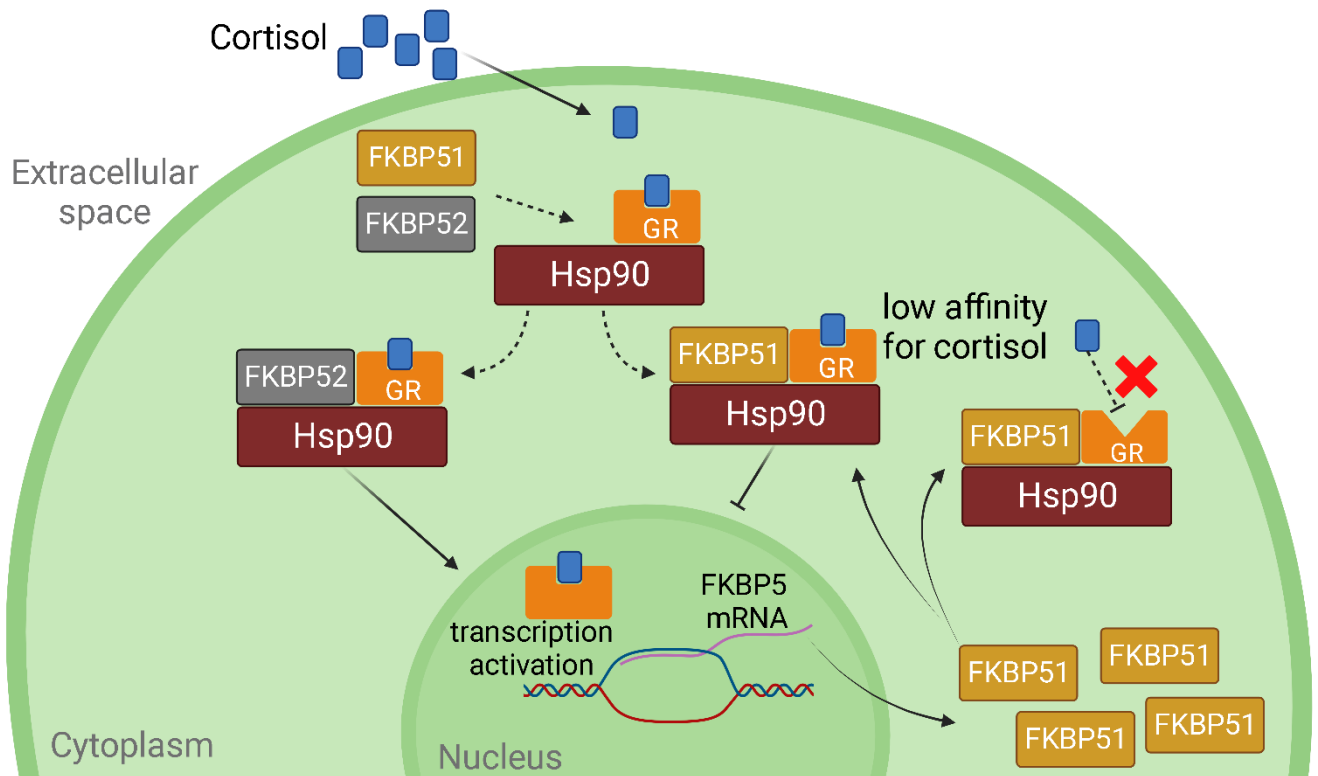 Cortisol
FKBP51
Extracellular
space
FKBP52
GR
Hsp90
low affinity
for cortisol
FKBP51
GR
Hsp90
FKBP52
GR
Hsp90
FKBP51
GR
Hsp90
FKBP5
mRNA
transcription
activation
FKBP51
FKBP51
FKBP51
FKBP51
Cytoplasm
Nucleus